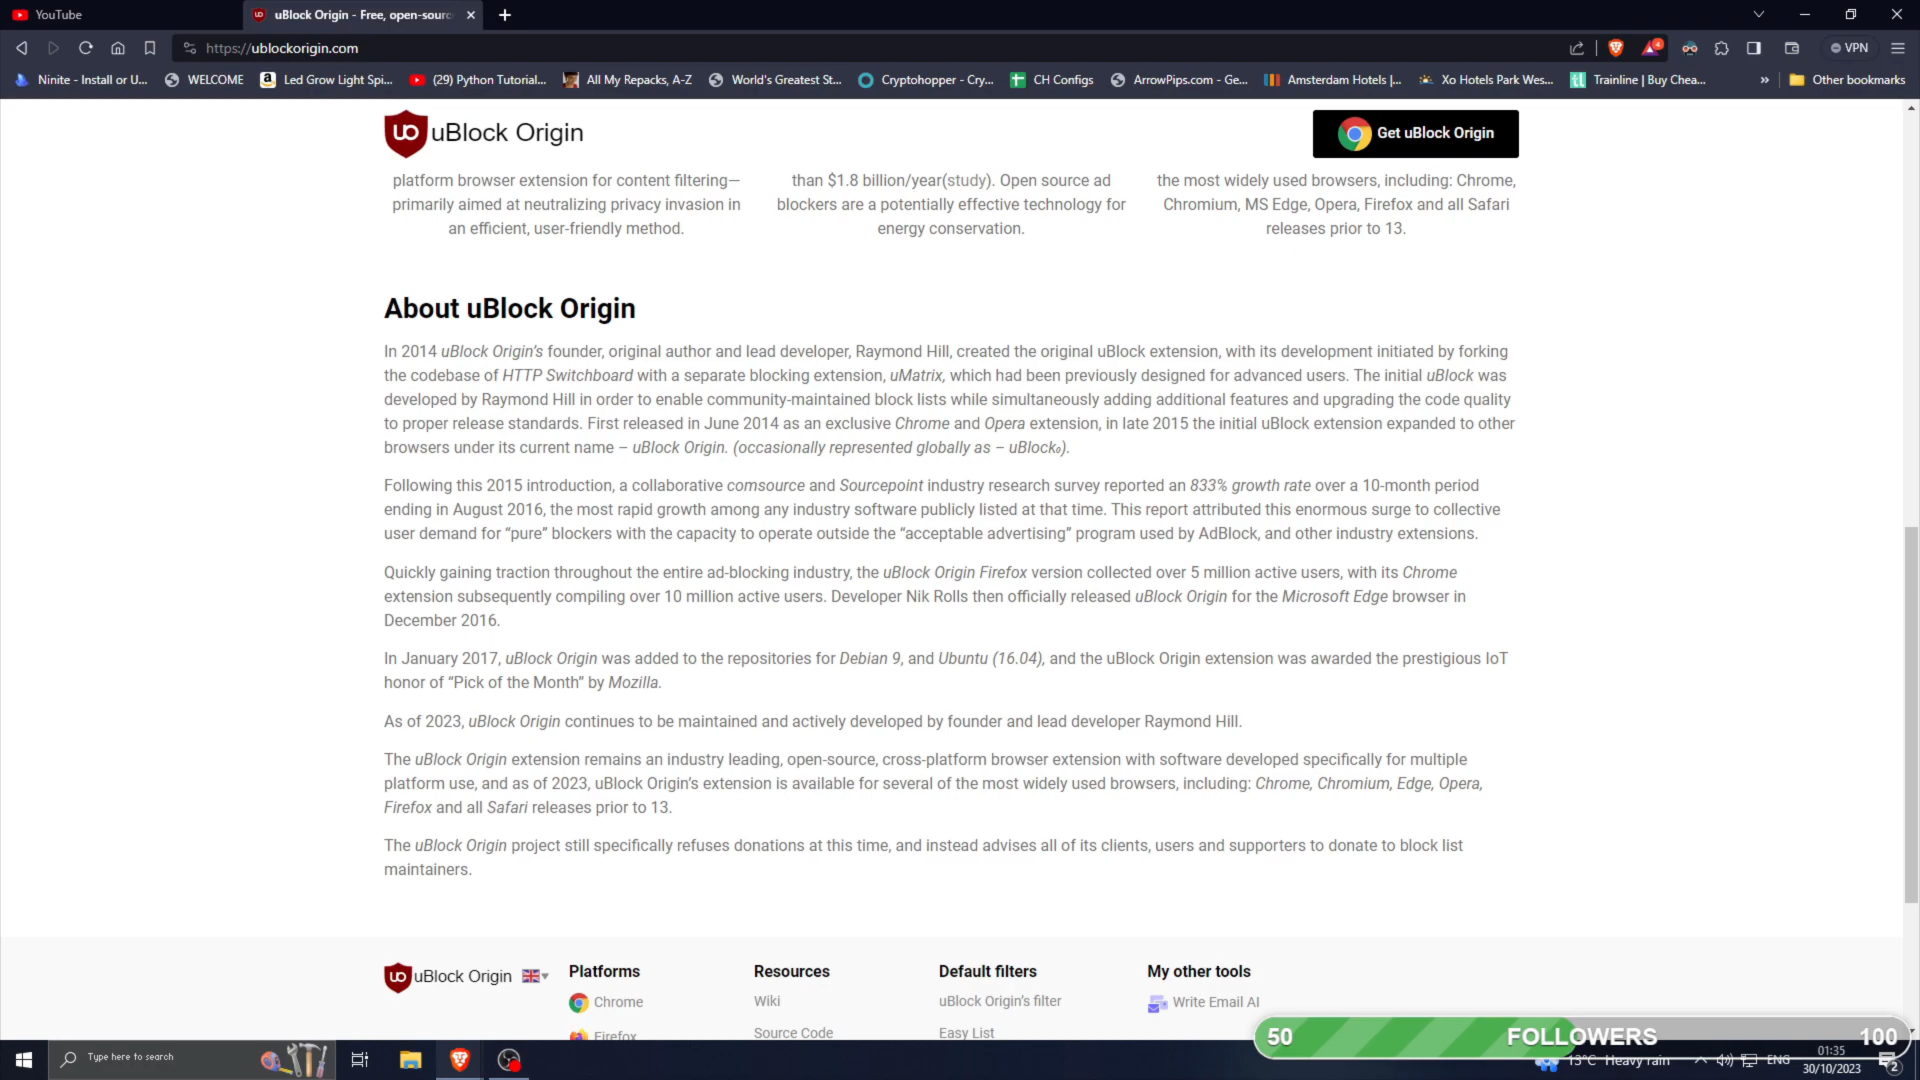 YouTube
uBlock Origin - Free, open-sourc
https://ublockorigin.com
4
VPN
Ninite - Install or U...
WELCOME
Led Grow Light Spi...
(29) Python Tutorial...
All My Repacks, A-Z
World's Greatest St...
Cryptohopper - Cry...
CH Configs
ArrowPips.com - Ge...
Amsterdam Hotels |...
Xo Hotels Park Wes...
Trainline | Buy Chea...
»
Other bookmarks
uBlock Origin
Get uBlock Origin
platform browser extension for content filtering—
primarily aimed at neutralizing privacy invasion in
an efficient, user-friendly method.
than $1.8 billion/year(study). Open source ad
blockers are a potentially effective technology for
energy conservation.
the most widely used browsers, including: Chrome,
Chromium, MS Edge, Opera, Firefox and all Safari
releases prior to 13.
About uBlock Origin
In 2014 uBlock Origin's founder, original author and lead developer, Raymond Hill, created the original uBlock extension, with its development initiated by forking
the codebase of HTTP Switchboard with a separate blocking extension, uMatrix, which had been previously designed for advanced users. The initial uBlock was
developed by Raymond Hill in order to enable community-maintained block lists while simultaneously adding additional features and upgrading the code quality
to proper release standards. First released in June 2014 as an exclusive Chrome and Opera extension, in late 2015 the initial uBlock extension expanded to other
browsers under its current name – uBlock Origin. (occasionally represented globally as – uBlock₀).
Following this 2015 introduction, a collaborative comsource and Sourcepoint industry research survey reported an 833% growth rate over a 10-month period
ending in August 2016, the most rapid growth among any industry software publicly listed at that time. This report attributed this enormous surge to collective
user demand for “pure” blockers with the capacity to operate outside the “acceptable advertising” program used by AdBlock, and other industry extensions.
Quickly gaining traction throughout the entire ad-blocking industry, the uBlock Origin Firefox version collected over 5 million active users, with its Chrome
extension subsequently compiling over 10 million active users. Developer Nik Rolls then officially released uBlock Origin for the Microsoft Edge browser in
December 2016.
In January 2017, uBlock Origin was added to the repositories for Debian 9, and Ubuntu (16.04), and the uBlock Origin extension was awarded the prestigious IoT
honor of “Pick of the Month” by Mozilla.
As of 2023, uBlock Origin continues to be maintained and actively developed by founder and lead developer Raymond Hill.
The uBlock Origin extension remains an industry leading, open-source, cross-platform browser extension with software developed specifically for multiple
platform use, and as of 2023, uBlock Origin's extension is available for several of the most widely used browsers, including: Chrome, Chromium, Edge, Opera,
Firefox and all Safari releases prior to 13.
The uBlock Origin project still specifically refuses donations at this time, and instead advises all of its clients, users and supporters to donate to block list
maintainers.
uBlock Origin
Platforms
Chrome
Firefox
Resources
Wiki
Source Code
Default filters
uBlock Origin's filter
Easy List
My other tools
Write Email AI
50 FOLLOWERS 100
Type here to search
13°C Heavy rain
ENG
01:35
30/10/2023
2